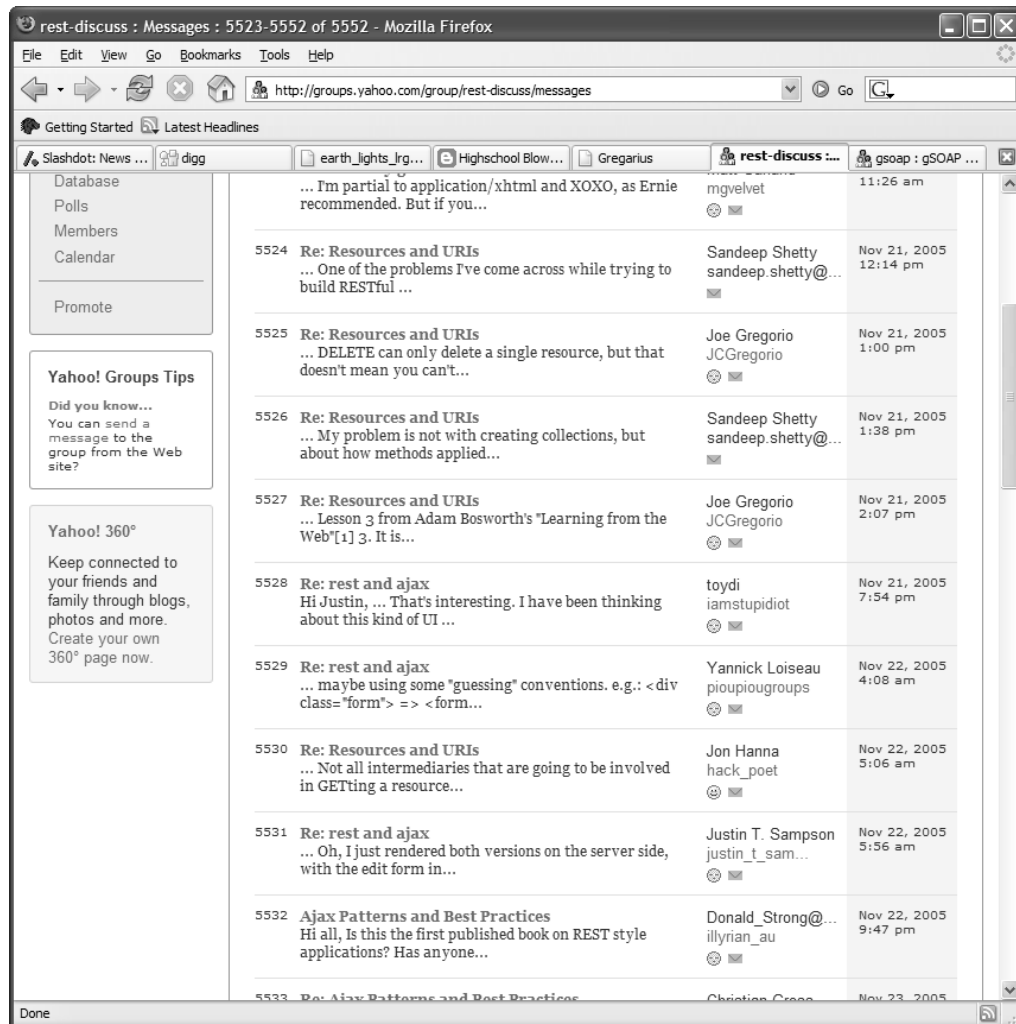 rest-discuss : Messages : 5523-5552 of 5552 - Mozilla Firefox
File Edit View Go Bookmarks Tools Help
http://groups.yahoo.com/group/rest-discuss/messages Go G
Getting Started Latest Headlines
Slashdot: News ... digg earth_lights_lrg... Highschool Blow... Gregarius rest-discuss :... gsoap : gSOAP ...
Database
Polls
Members
Calendar
Promote
Yahoo! Groups Tips
Did you know...
You can send a
message to the
group from the Web
site?
Yahoo! 360°
Keep connected to
your friends and
family through blogs,
photos and more.
Create your own
360° page now.
... I'm partial to application/xhtml and XOXO, as Ernie
recommended. But if you...
mgvelvet
11:26 am
5524 Re: Resources and URIs
... One of the problems I've come across while trying to
build RESTful ...
Sandeep Shetty
sandeep.shetty@...
Nov 21, 2005
12:14 pm
5525 Re: Resources and URIs
... DELETE can only delete a single resource, but that
doesn't mean you can't...
Joe Gregorio
JCGregorio
Nov 21, 2005
1:00 pm
5526 Re: Resources and URIs
... My problem is not with creating collections, but
about how methods applied...
Sandeep Shetty
sandeep.shetty@...
Nov 21, 2005
1:38 pm
5527 Re: Resources and URIs
... Lesson 3 from Adam Bosworth's "Learning from the
Web"[1] 3. It is...
Joe Gregorio
JCGregorio
Nov 21, 2005
2:07 pm
5528 Re: rest and ajax
Hi Justin, ... That's interesting. I have been thinking
about this kind of UI ...
toydi
iamstupidiot
Nov 21, 2005
7:54 pm
5529 Re: rest and ajax
... maybe using some "guessing" conventions. e.g.: <div
class="form"> => <form...
Yannick Loiseau
pioupiougroups
Nov 22, 2005
4:08 am
5530 Re: Resources and URIs
... Not all intermediaries that are going to be involved
in GETting a resource...
Jon Hanna
hack_poet
Nov 22, 2005
5:06 am
5531 Re: rest and ajax
... Oh, I just rendered both versions on the server side,
with the edit form in...
Justin T. Sampson
justin_t_sam...
Nov 22, 2005
5:56 am
5532 Ajax Patterns and Best Practices
Hi all, Is this the first published book on REST style
applications? Has anyone...
Donald_Strong@...
illyrian_au
Nov 22, 2005
9:47 pm
5533 Re: Ajax Patterns and Best Practices
Nov 23, 2005
Done